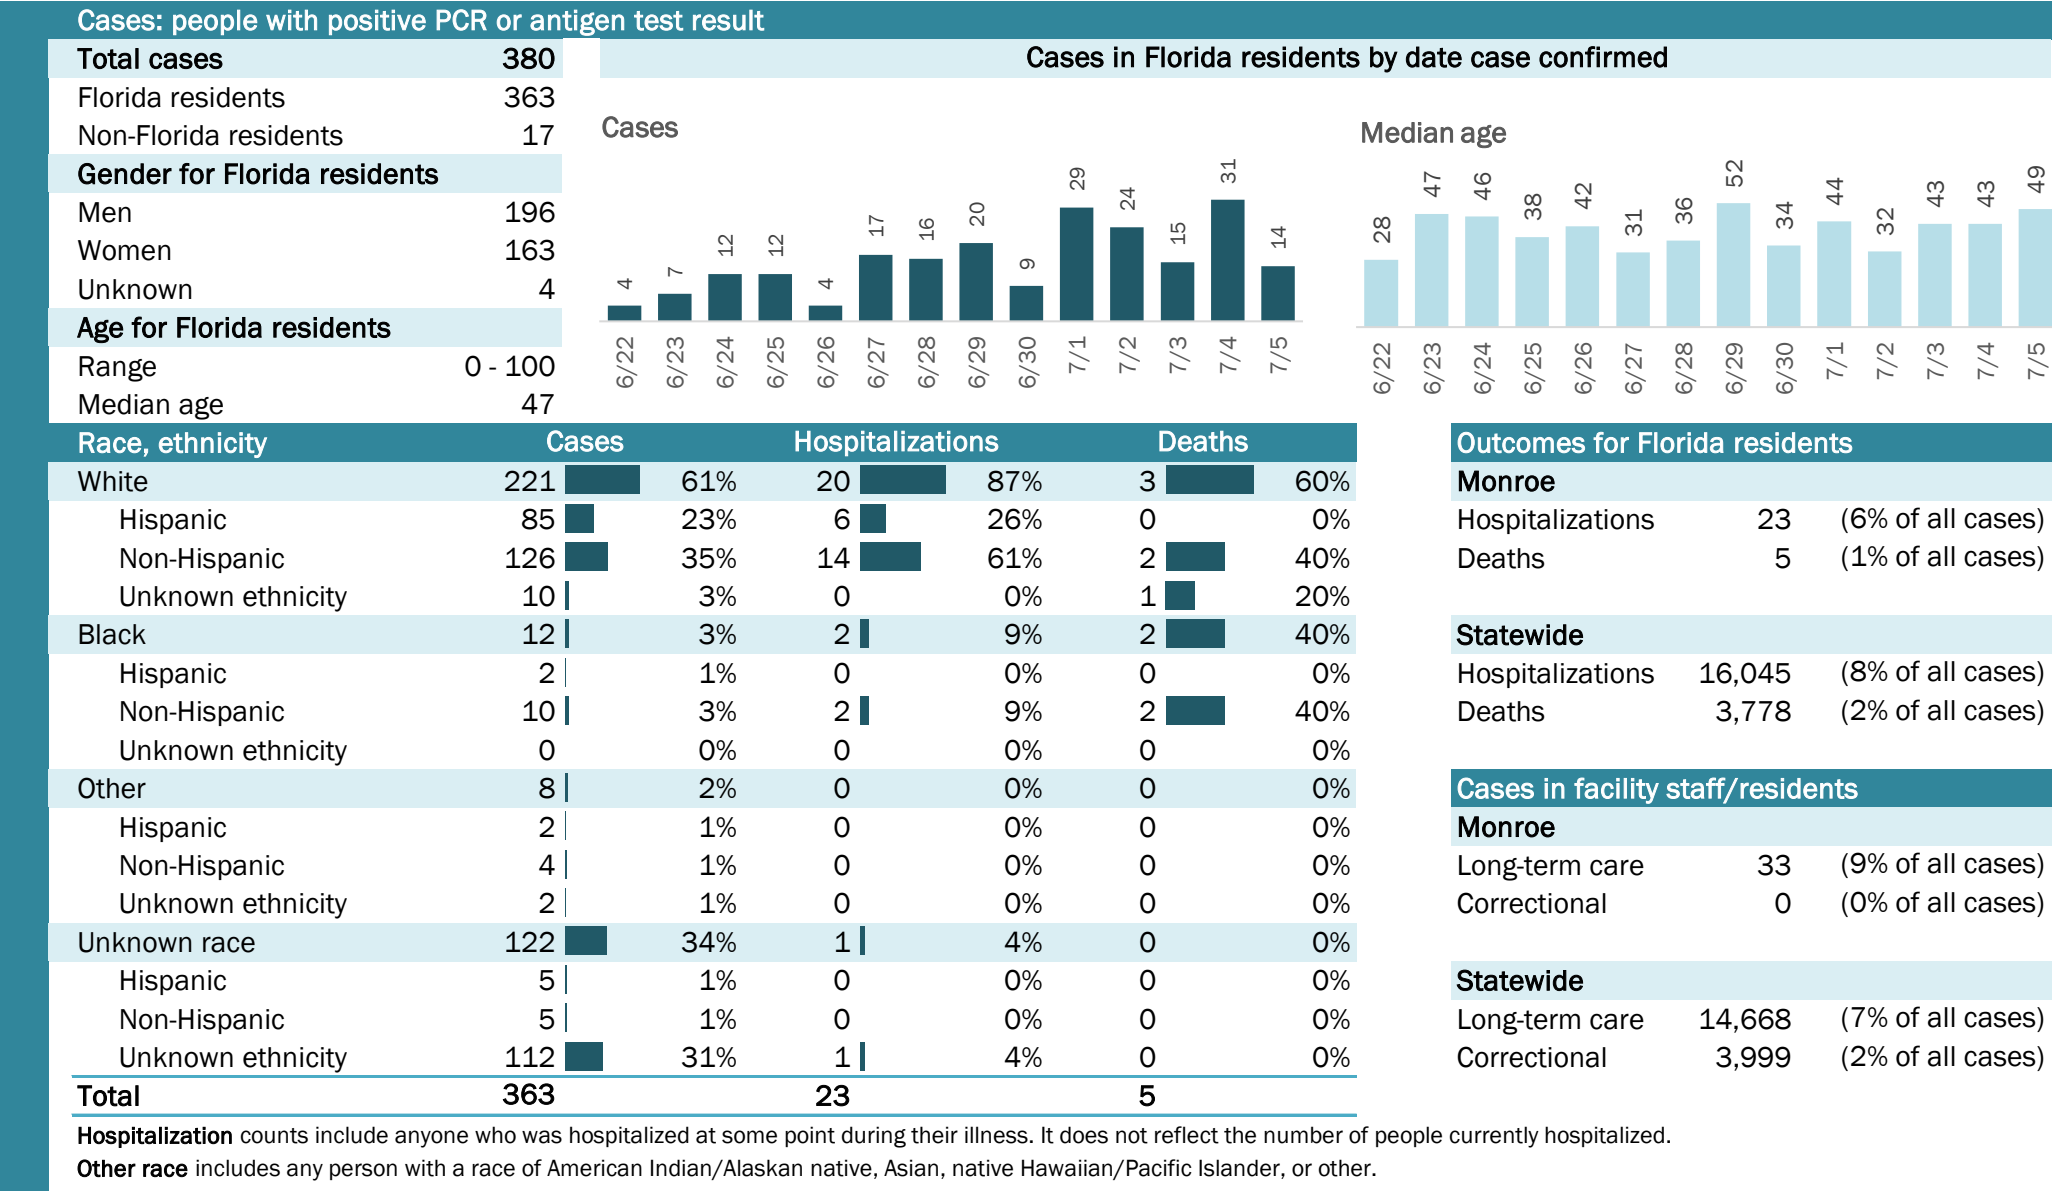 Cases: people with positive PCR or antigen test result
Total cases 380
Florida residents 363
Non-Florida residents 17
Gender for Florida residents
Men 196
Women 163
Unknown 4
Age for Florida residents
Range 0 - 100
Median age 47
Cases in Florida residents by date case confirmed
Cases
4 7 12 12 4 17 16 20 9 29 24 15 31 14
6/22 6/23 6/24 6/25 6/26 6/27 6/28 6/29 6/30 7/1 7/2 7/3 7/4 7/5
Median age
28 47 46 38 42 31 36 52 34 44 32 43 43 49
6/22 6/23 6/24 6/25 6/26 6/27 6/28 6/29 6/30 7/1 7/2 7/3 7/4 7/5
Race, ethnicity Cases Hospitalizations Deaths
White 221 61% 20 87% 3 60%
Hispanic 85 23% 6 26% 0 0%
Non-Hispanic 126 35% 14 61% 2 40%
Unknown ethnicity 10 3% 0 0% 1 20%
Black 12 3% 2 9% 2 40%
Hispanic 2 1% 0 0% 0 0%
Non-Hispanic 10 3% 2 9% 2 40%
Unknown ethnicity 0 0% 0 0% 0 0%
Other 8 2% 0 0% 0 0%
Hispanic 2 1% 0 0% 0 0%
Non-Hispanic 4 1% 0 0% 0 0%
Unknown ethnicity 2 1% 0 0% 0 0%
Unknown race 122 34% 1 4% 0 0%
Hispanic 5 1% 0 0% 0 0%
Non-Hispanic 5 1% 0 0% 0 0%
Unknown ethnicity 112 31% 1 4% 0 0%
Total 363 23 5
Outcomes for Florida residents
Monroe
Hospitalizations 23 (6% of all cases)
Deaths 5 (1% of all cases)
Statewide
Hospitalizations 16,045 (8% of all cases)
Deaths 3,778 (2% of all cases)
Cases in facility staff/residents
Monroe
Long-term care 33 (9% of all cases)
Correctional 0 (0% of all cases)
Statewide
Long-term care 14,668 (7% of all cases)
Correctional 3,999 (2% of all cases)
Hospitalization counts include anyone who was hospitalized at some point during their illness. It does not reflect the number of people currently hospitalized.
Other race includes any person with a race of American Indian/Alaskan native, Asian, native Hawaiian/Pacific Islander, or other.